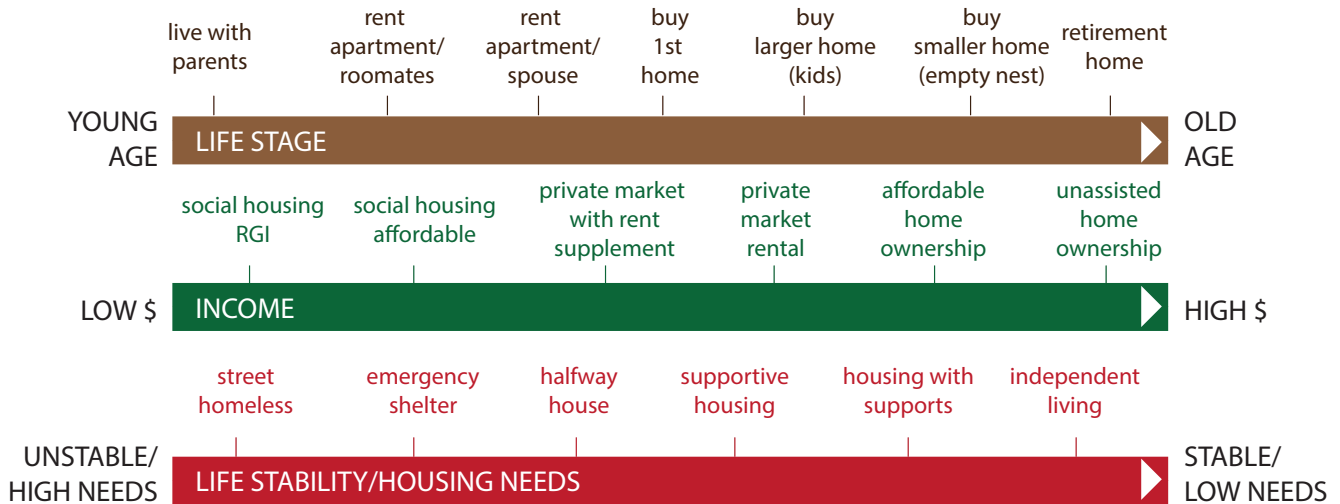 live with
parents
rent
apartment/
roomates
rent
apartment/
spouse
buy
1st
home
buy
larger home
(kids)
buy
smaller home
(empty nest)
retirement
home
YOUNG
AGE
LIFE STAGE
OLD
AGE
social housing
RGI
social housing
affordable
private market
with rent
supplement
private
market
rental
affordable
home
ownership
unassisted
home
ownership
LOW $
INCOME
HIGH $
street
homeless
emergency
shelter
halfway
house
supportive
housing
housing with
supports
independent
living
UNSTABLE/
HIGH NEEDS
LIFE STABILITY/HOUSING NEEDS
STABLE/
LOW NEEDS